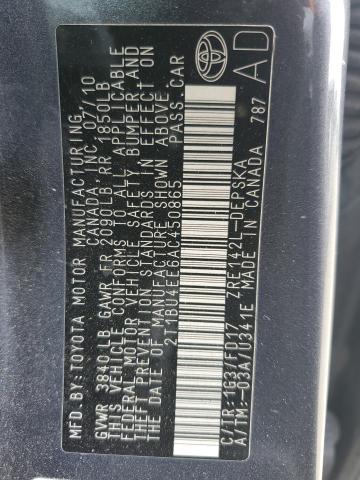 MFD.BY:TOYOTA MOTOR MANUFACTURING
CANADA, INC. 07/10
GVWR 3840LB GAWR FR 2090LB RR 1850LB
THIS VEHICLE CONFORMS TO ALL APPLICABLE
FEDERAL MOTOR VEHICLE SAFETY, BUMPER, AND
THEFT PREVENTION STANDARDS IN EFFECT ON
THE DATE OF MANUFACTURE SHOWN ABOVE.
2T1BU4EE6AC450865 PASS.CAR
C/TR:1G3/FD17 ZRE142L-DEPSKA
A/TM:-03A/U341E MADE IN CANADA 787
TOYOTA
AD